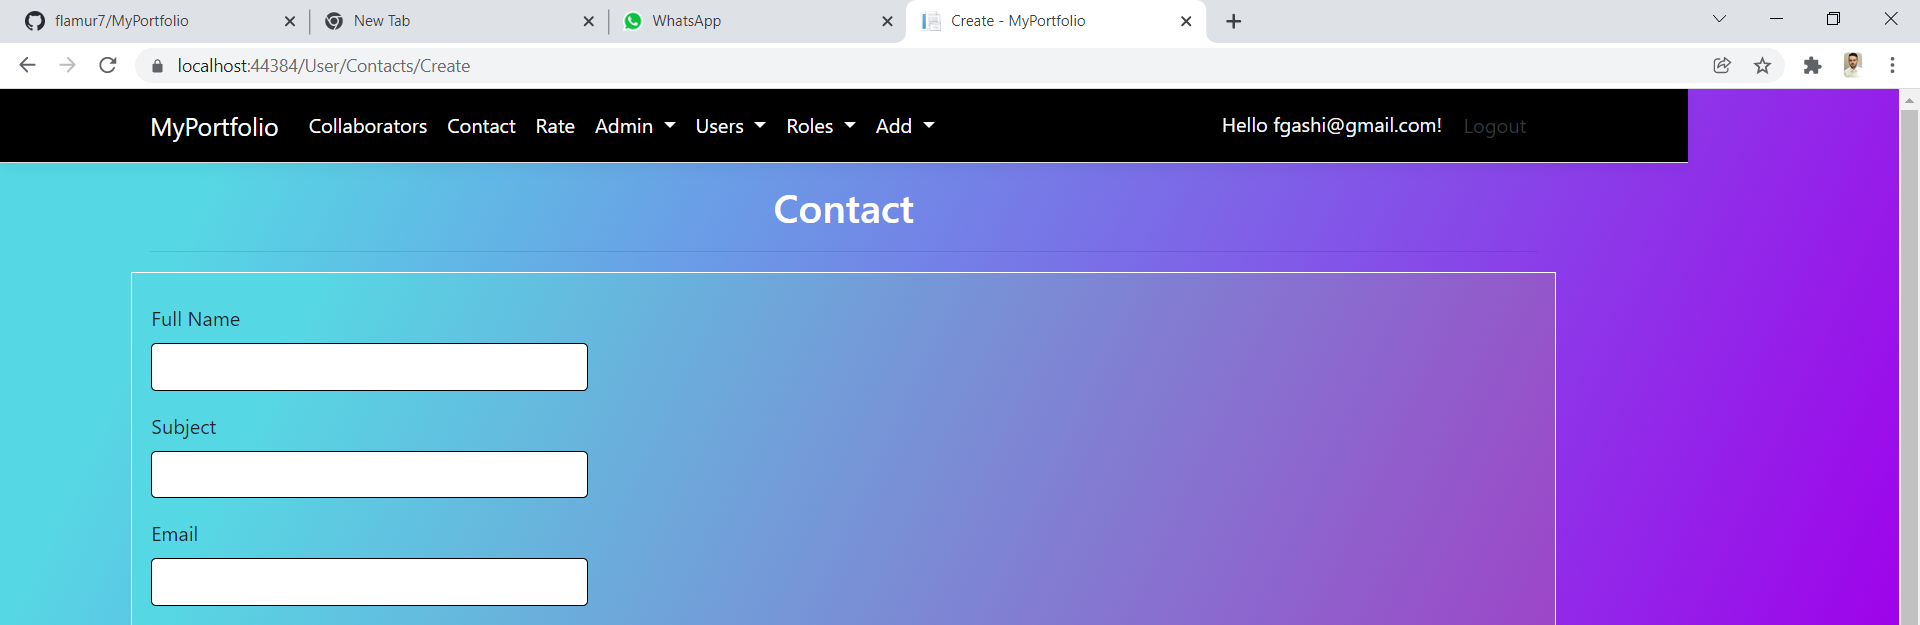 flamur7/MyPortfolio
New Tab
WhatsApp
Create - MyPortfolio
localhost:44384/User/Contacts/Create
MyPortfolio Collaborators Contact Rate Admin Users Roles Add Hello fgashi@gmail.com! Logout
Contact
Full Name
Subject
Email